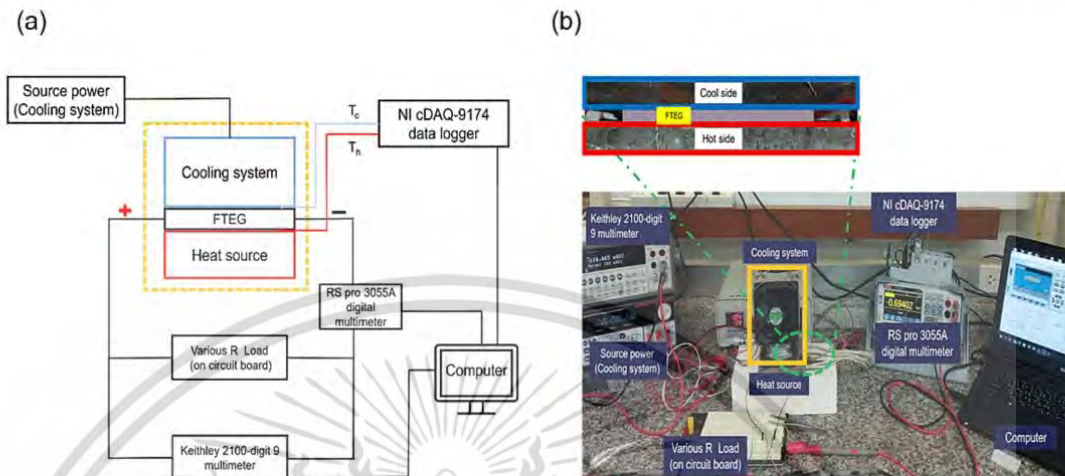 (a)
Source power
(Cooling system)
Cooling system
FTEG
Heat source
+
−
Tc
Th
NI cDAQ-9174
data logger
RS pro 3055A
digital
multimeter
Various R Load
(on circuit board)
Computer
Keithley 2100-digit 9
multimeter
(b)
Cool side
FTEG
Hot side
NI cDAQ-9174
data logger
Keithley 2100-digit
9 multimeter
Cooling system
-0.69402
RS pro 3055A
digital multimeter
Source power
(Cooling system)
Heat source
Various R Load
(on circuit board)
Computer